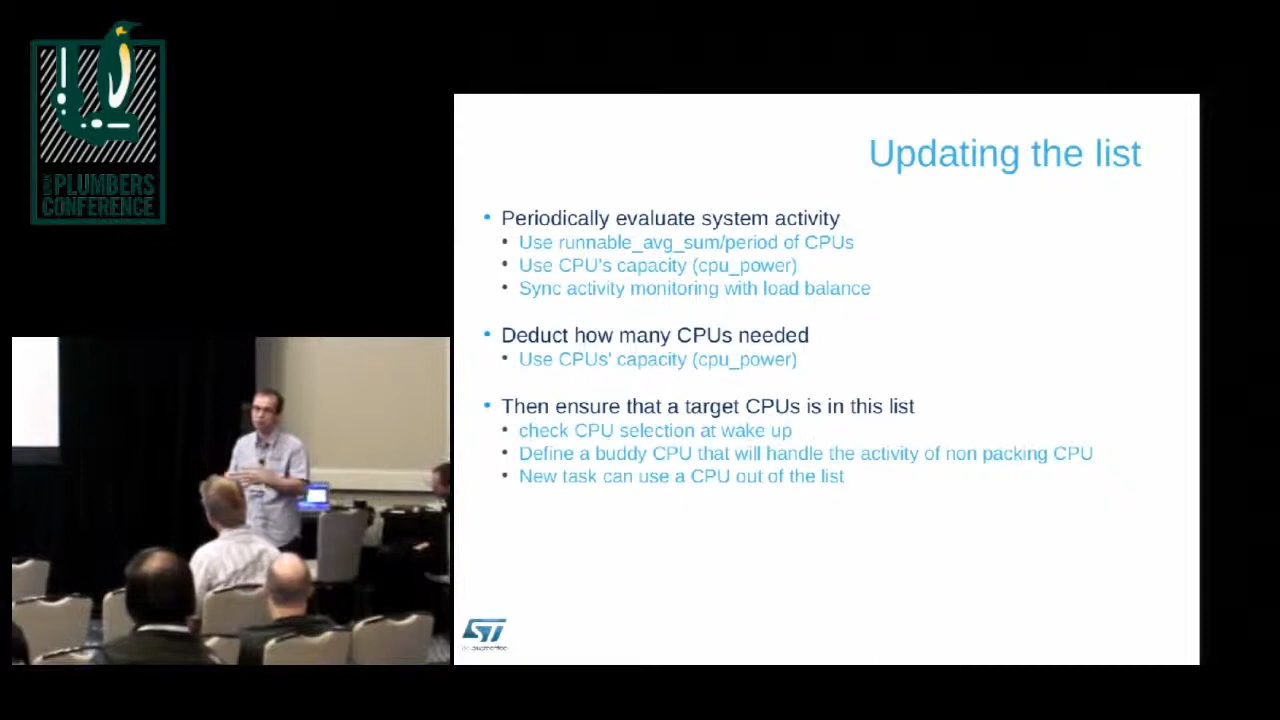 PLUMBERS
CONFERENCE
Updating the list
• Periodically evaluate system activity
• Use runnable_avg_sum/period of CPUs
• Use CPU's capacity (cpu_power)
• Sync activity monitoring with load balance
• Deduct how many CPUs needed
• Use CPUs' capacity (cpu_power)
• Then ensure that a target CPUs is in this list
• check CPU selection at wake up
• Define a buddy CPU that will handle the activity of non packing CPU
• New task can use a CPU out of the list
ST